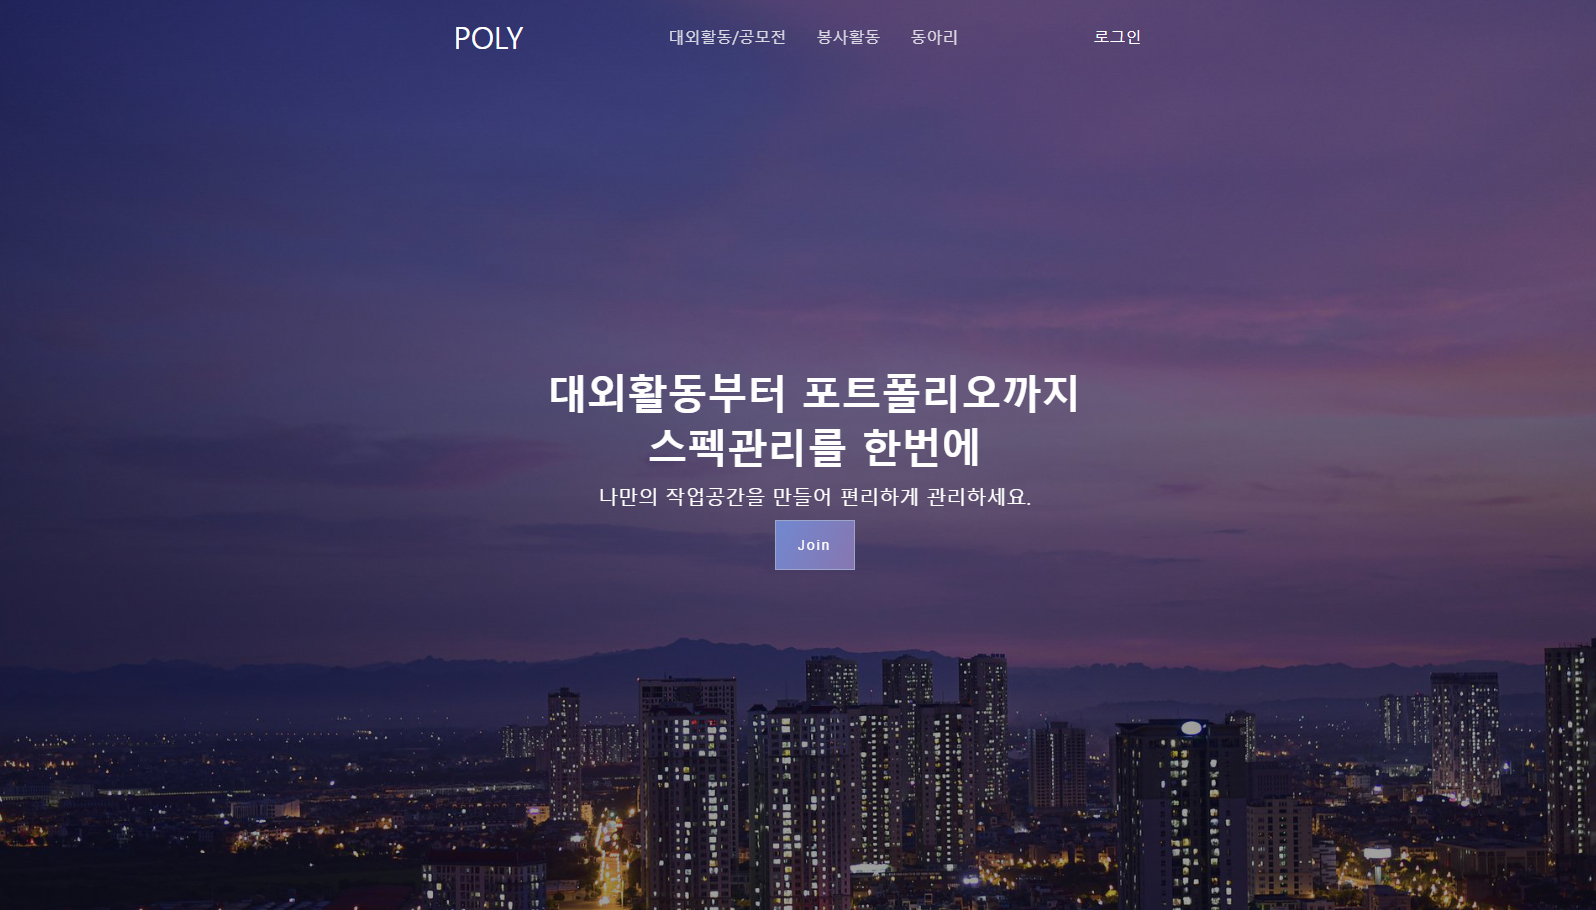 POLY
대외활동/공모전
봉사활동
동아리
로그인
대외활동부터 포트폴리오까지
스펙관리를 한번에
나만의 작업공간을 만들어 편리하게 관리하세요.
Join